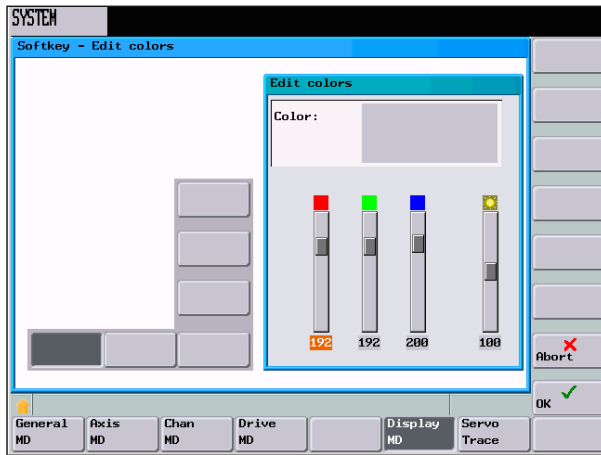 SYSTEM
Softkey - Edit colors
Edit colors
Color:
192 192 200 100
Abort
OK
General MD
Axis MD
Chan MD
Drive MD
Display MD
Servo Trace